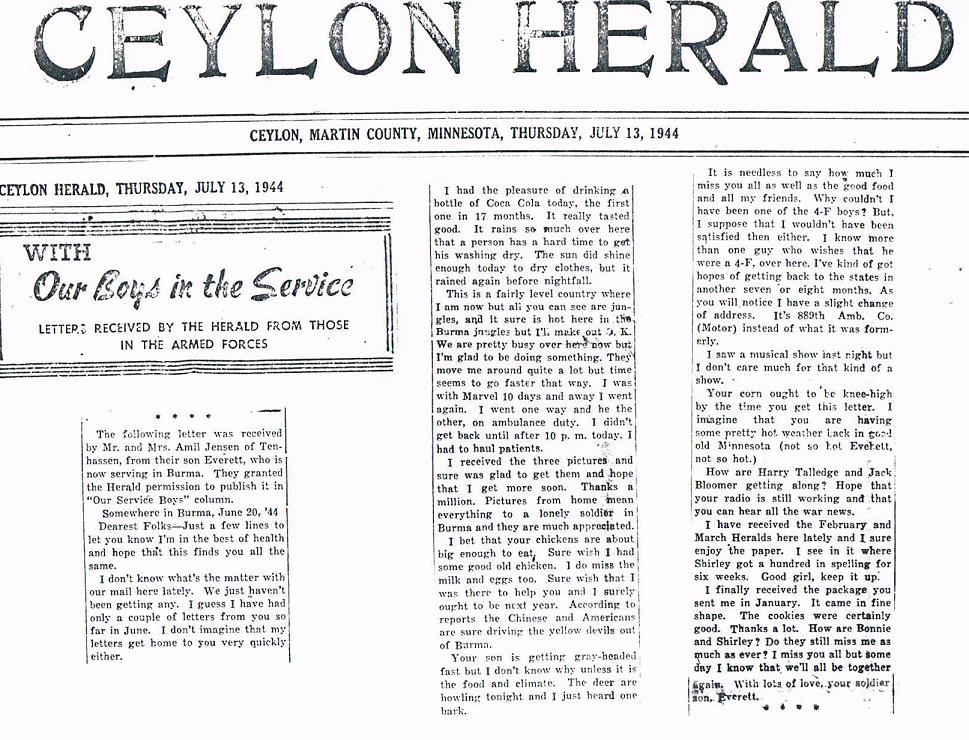 CEYLON HERALD
CEYLON, MARTIN COUNTY, MINNESOTA, THURSDAY, JULY 13, 1944
CEYLON HERALD, THURSDAY, JULY 13, 1944
WITH
Our Boys in the Service
LETTERS RECEIVED BY THE HERALD FROM THOSE
IN THE ARMED FORCES
* * * *
The following letter was received
by Mr. and Mrs. Amil Jensen of Ten-
hassen, from their son Everett, who is
now serving in Burma. They granted
the Herald permission to publish it in
"Our Service Boys" column.
Somewhere in Burma, June 20, '44
Dearest Folks—Just a few lines to
let you know I'm in the best of health
and hope that this finds you all the
same.
I don't know what's the matter with
our mail here lately. We just haven't
been getting any. I guess I have had
only a couple of letters from you so
far in June. I don't imagine that my
letters get home to you very quickly
either.
I had the pleasure of drinking a
bottle of Coca Cola today, the first
one in 17 months. It really tasted
good. It rains so much over here
that a person has a hard time to get
his washing dry. The sun did shine
enough today to dry clothes, but it
rained again before nightfall.
This is a fairly level country where
I am now but all you can see are jun-
gles, and it sure is hot here in the
Burma jungles but I'll make out O. K.
We are pretty busy over here now but
I'm glad to be doing something. They
move me around quite a lot but time
seems to go faster that way. I was
with Marvel 10 days and away I went
again. I went one way and he the
other, on ambulance duty. I didn't
get back until after 10 p. m. today. I
had to haul patients.
I received the three pictures and
sure was glad to get them and hope
that I get more soon. Thanks a
million. Pictures from home mean
everything to a lonely soldier in
Burma and they are much appreciated.
I bet that your chickens are about
big enough to eat, Sure wish I had
some good old chicken. I do miss the
milk and eggs too. Sure wish that I
was there to help you and I surely
ought to be next year. According to
reports the Chinese and Americans
are sure driving the yellow devils out
of Burma.
Your son is getting gray-headed
fast but I don't know why unless it is
the food and climate. The deer are
howling tonight and I just heard one
bark.
It is needless to say how much I
miss you all as well as the good food
and all my friends. Why couldn't I
have been one of the 4-F boys? But,
I suppose that I wouldn't have been
satisfied then either. I know more
than one guy who wishes that he
were a 4-F, over here. I've kind of got
hopes of getting back to the states in
another seven or eight months. As
you will notice I have a slight change
of address. It's 889th Amb. Co.
(Motor) instead of what it was form-
erly.
I saw a musical show last night but
I don't care much for that kind of a
show.
Your corn ought to be knee-high
by the time you get this letter. I
imagine that you are having
some pretty hot weather back in good
old Minnesota (not so hot Everett,
not so hot.)
How are Harry Talledge and Jack
Bloomer getting along? Hope that
your radio is still working and that
you can hear all the war news.
I have received the February and
March Heralds here lately and I sure
enjoy the paper. I see in it where
Shirley got a hundred in spelling for
six weeks. Good girl, keep it up.
I finally received the package you
sent me in January. It came in fine
shape. The cookies were certainly
good. Thanks a lot. How are Bonnie
and Shirley? Do they still miss me as
much as ever? I miss you all but some
day I know that we'll all be together
again. With lots of love, your soldier
son, Everett.
* * * *